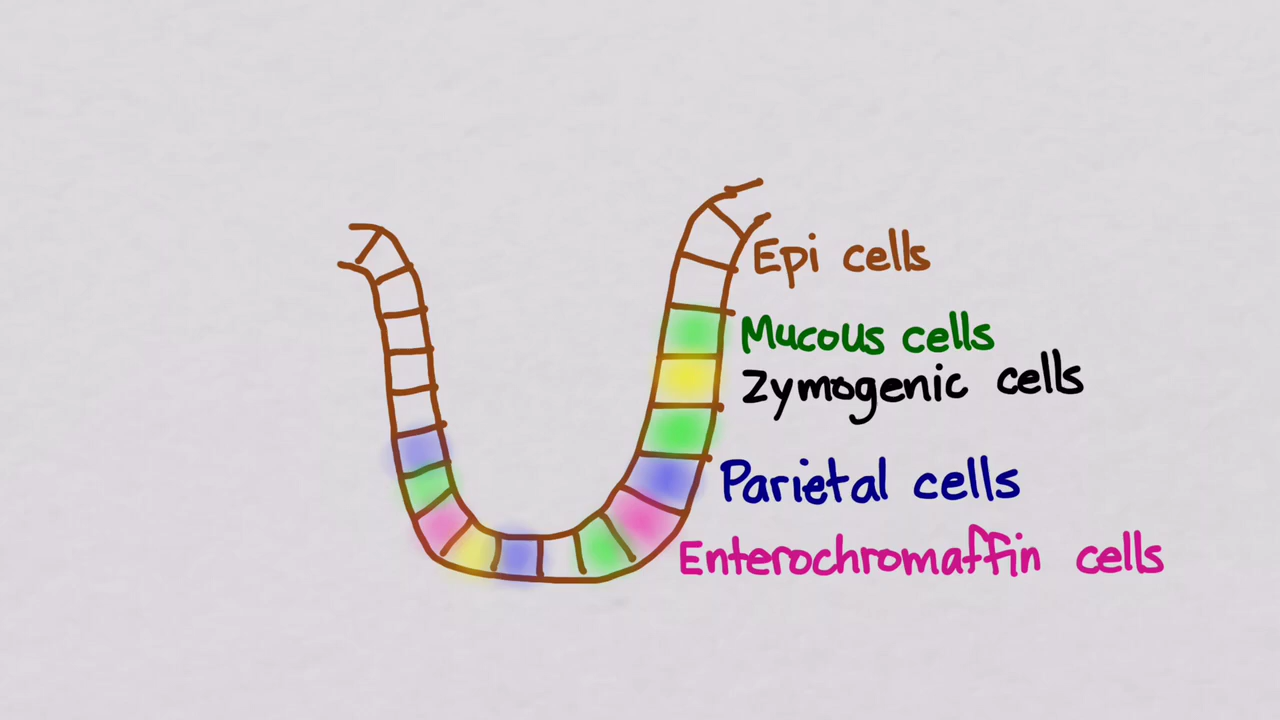 Epi cells
Mucous cells
Zymogenic cells
Parietal cells
Enterochromaffin cells